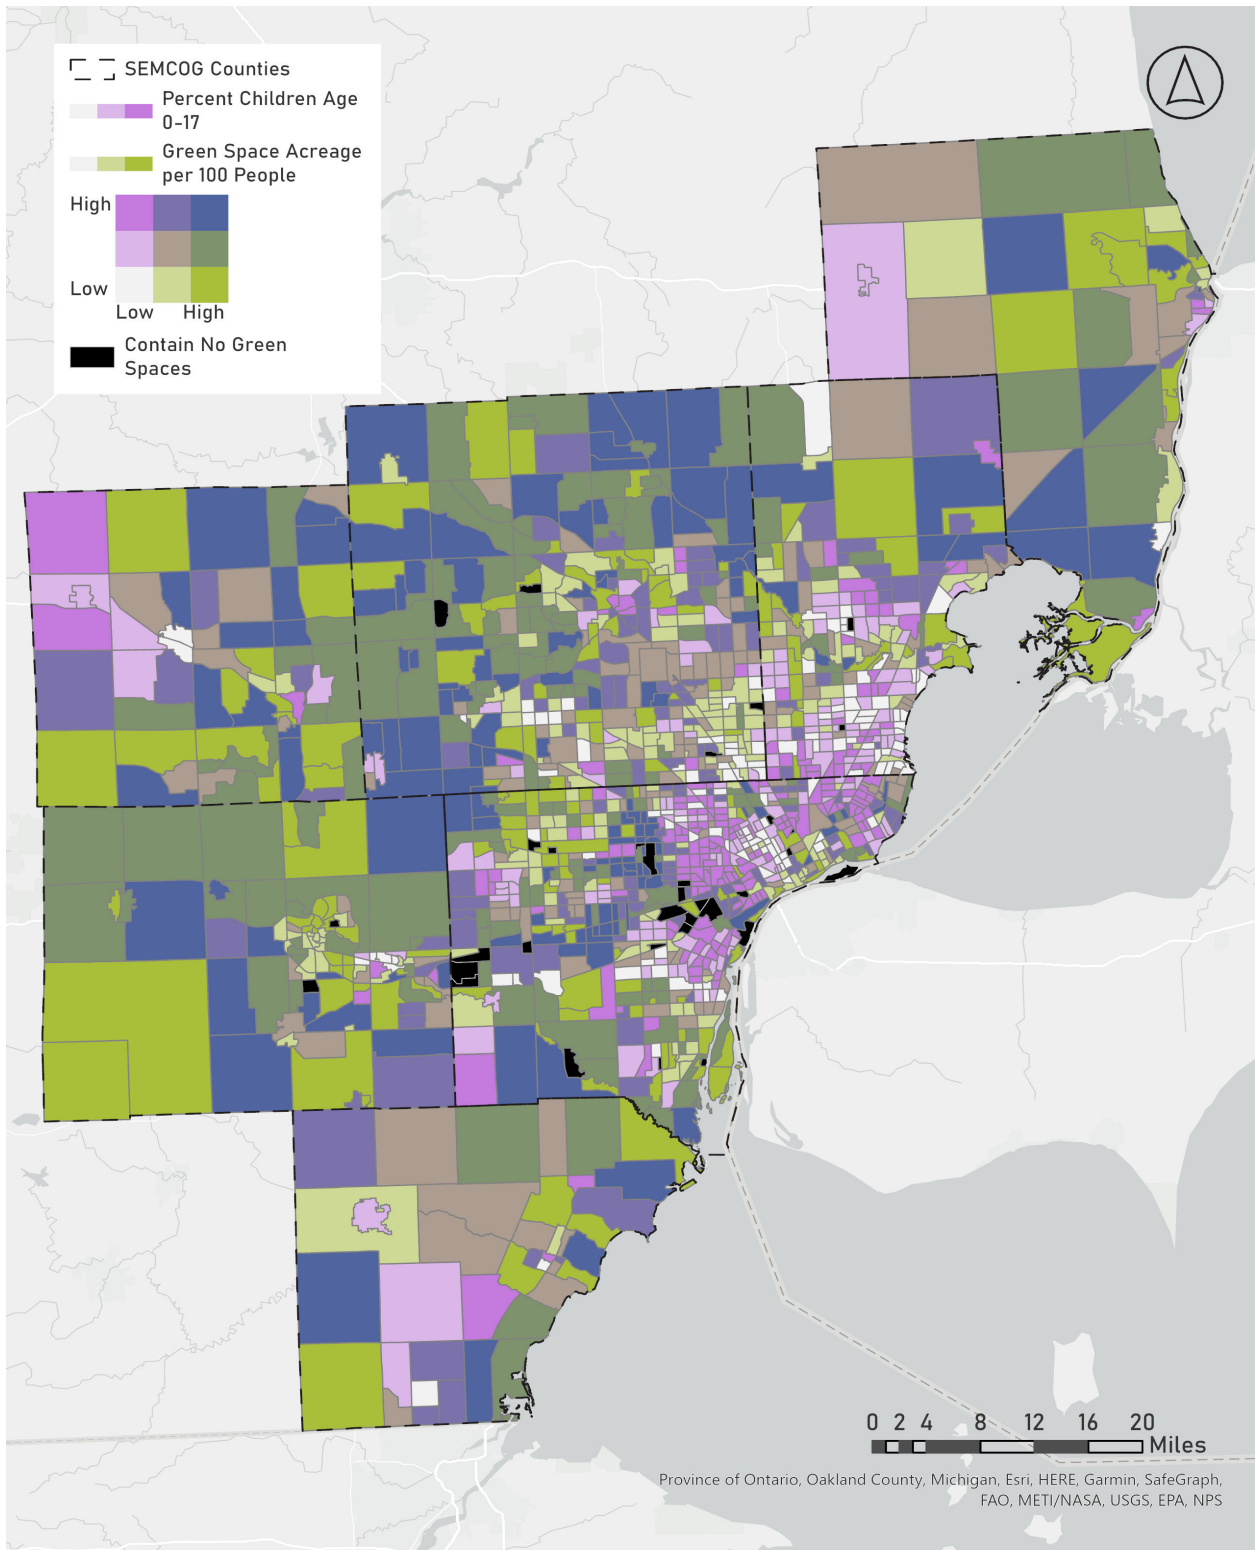 SEMCOG Counties
Percent Children Age
0-17
Green Space Acreage
per 100 People
High
Low
Low High
Contain No Green
Spaces
0 2 4 8 12 16 20
Miles
Province of Ontario, Oakland County, Michigan, Esri, HERE, Garmin, SafeGraph,
FAO, METI/NASA, USGS, EPA, NPS